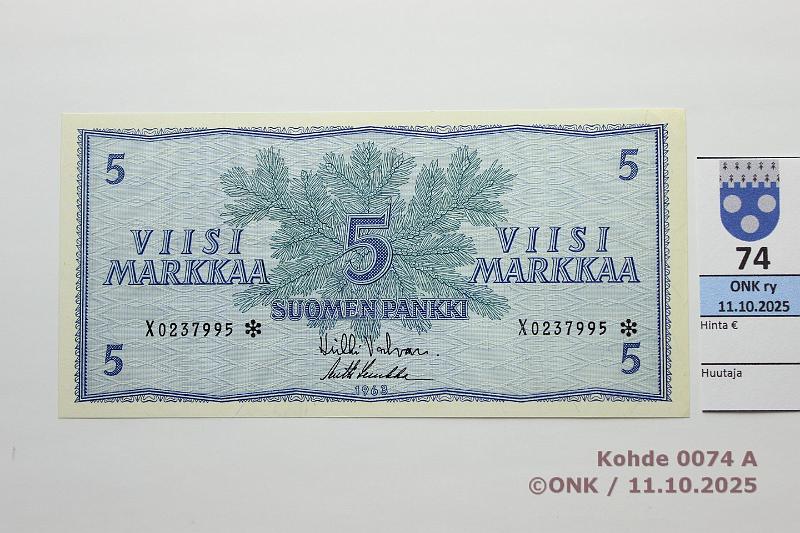 5
5
5
VIISI
MARKKAA
VIISI
MARKKAA
SUOMEN PANKKI
X0237995 *
X0237995 *
5
5
1963
74
ONK ry
11.10.2025
Hinta €
Huutaja
Kohde 0074 A
©ONK / 11.10.2025